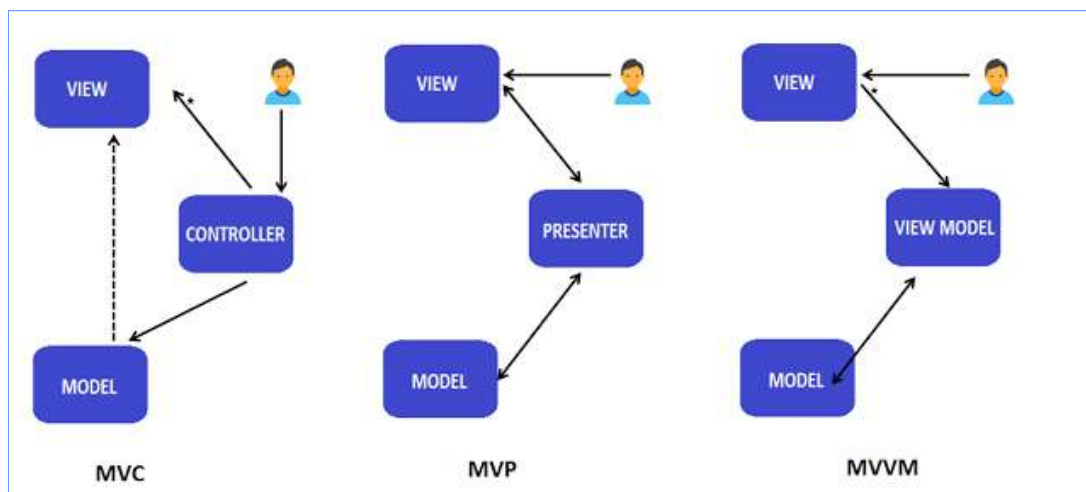 VIEW
*
CONTROLLER
MODEL
MVC
VIEW
PRESENTER
MODEL
MVP
VIEW
*
VIEW MODEL
MODEL
MVVM